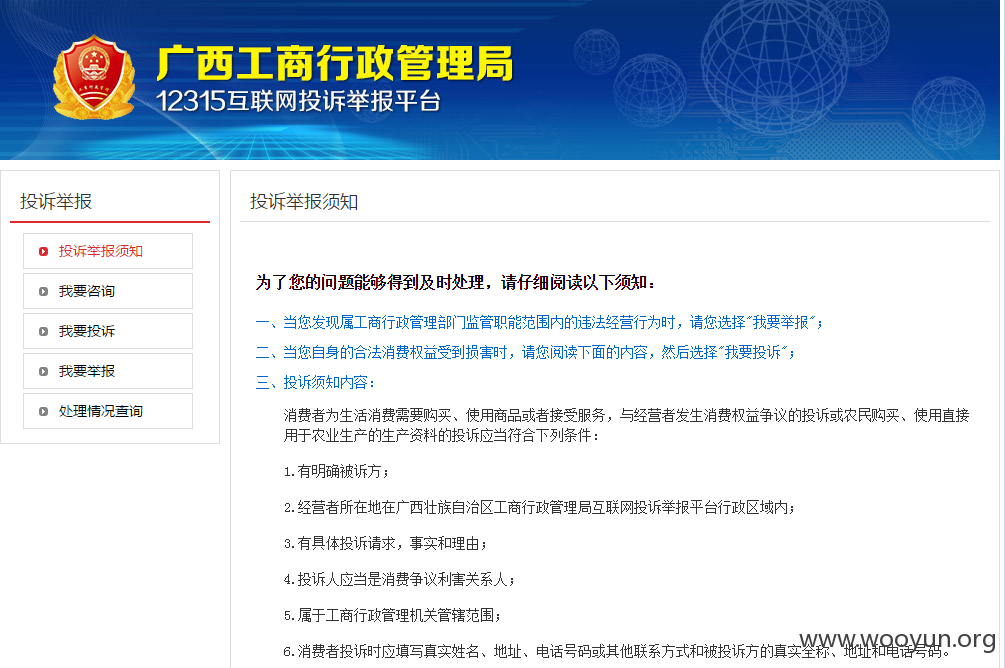 广西工商行政管理局
12315互联网投诉举报平台
投诉举报
投诉举报须知
我要咨询
我要投诉
我要举报
处理情况查询
投诉举报须知
为了您的问题能够得到及时处理，请仔细阅读以下须知：
一、当您发现属工商行政管理部门监管职能范围内的违法经营行为时，请您选择"我要举报"；
二、当您自身的合法消费权益受到损害时，请您阅读下面的内容，然后选择"我要投诉"；
三、投诉须知内容：
消费者为生活消费需要购买、使用商品或者接受服务，与经营者发生消费权益争议的投诉或农民购买、使用直接
用于农业生产的生产资料的投诉应当符合下列条件：
1.有明确被诉方；
2.经营者所在地在广西壮族自治区工商行政管理局互联网投诉举报平台行政区域内；
3.有具体投诉请求，事实和理由；
4.投诉人应当是消费争议利害关系人；
5.属于工商行政管理机关管辖范围；
6.消费者投诉时应填写真实姓名、地址、电话号码或其他联系方式和被投诉方的真实全称、地址和电话号码。
www.wooyun.org